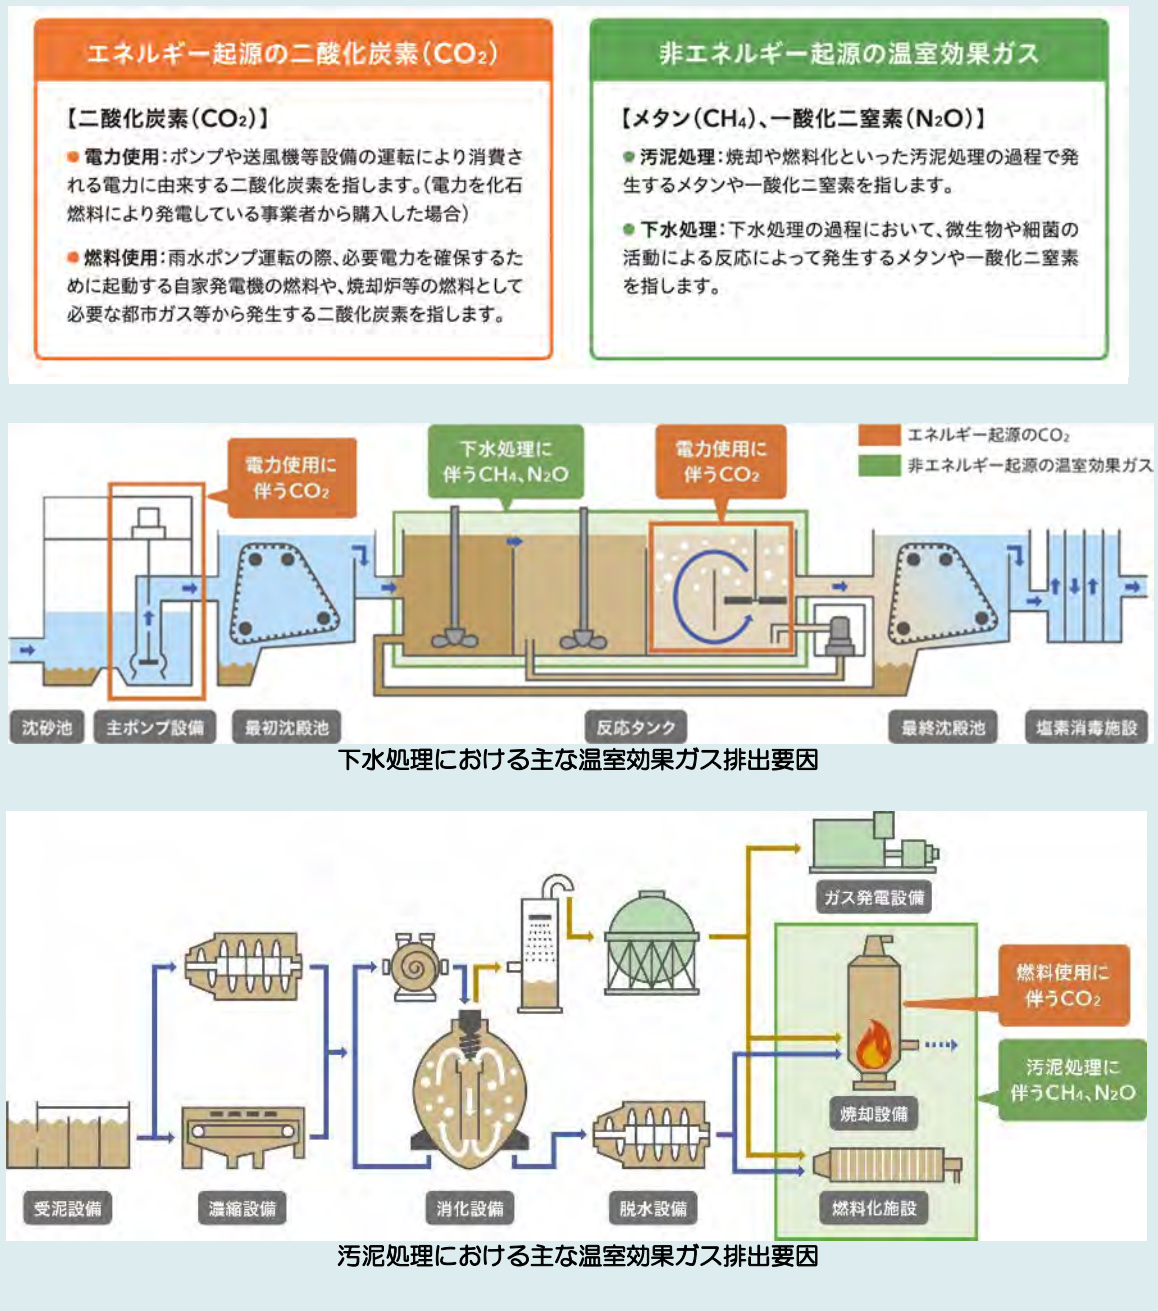 エネルギー起源の二酸化炭素(CO₂)
【二酸化炭素(CO₂)】
● 電力使用:ポンプや送風機等設備の運転により消費さ
れる電力に由来する二酸化炭素を指します。(電力を化石
燃料により発電している事業者から購入した場合)
● 燃料使用:雨水ポンプ運転の際、必要電力を確保するた
めに起動する自家発電機の燃料や、焼却炉等の燃料として
必要な都市ガス等から発生する二酸化炭素を指します。
非エネルギー起源の温室効果ガス
【メタン(CH₄)、一酸化二窒素(N₂O)】
● 汚泥処理:焼却や燃料化といった汚泥処理の過程で発
生するメタンや一酸化二窒素を指します。
● 下水処理:下水処理の過程において、微生物や細菌の
活動による反応によって発生するメタンや一酸化二窒素
を指します。
電力使用に
伴うCO₂
下水処理に
伴うCH₄、N₂O
電力使用に
伴うCO₂
エネルギー起源のCO₂
非エネルギー起源の温室効果ガス
沈砂池
主ポンプ設備
最初沈殿池
反応タンク
最終沈殿池
塩素消毒施設
下水処理における主な温室効果ガス排出要因
ガス発電設備
燃料使用に
伴うCO₂
汚泥処理に
伴うCH₄、N₂O
焼却設備
受泥設備
濃縮設備
消化設備
脱水設備
燃料化施設
汚泥処理における主な温室効果ガス排出要因